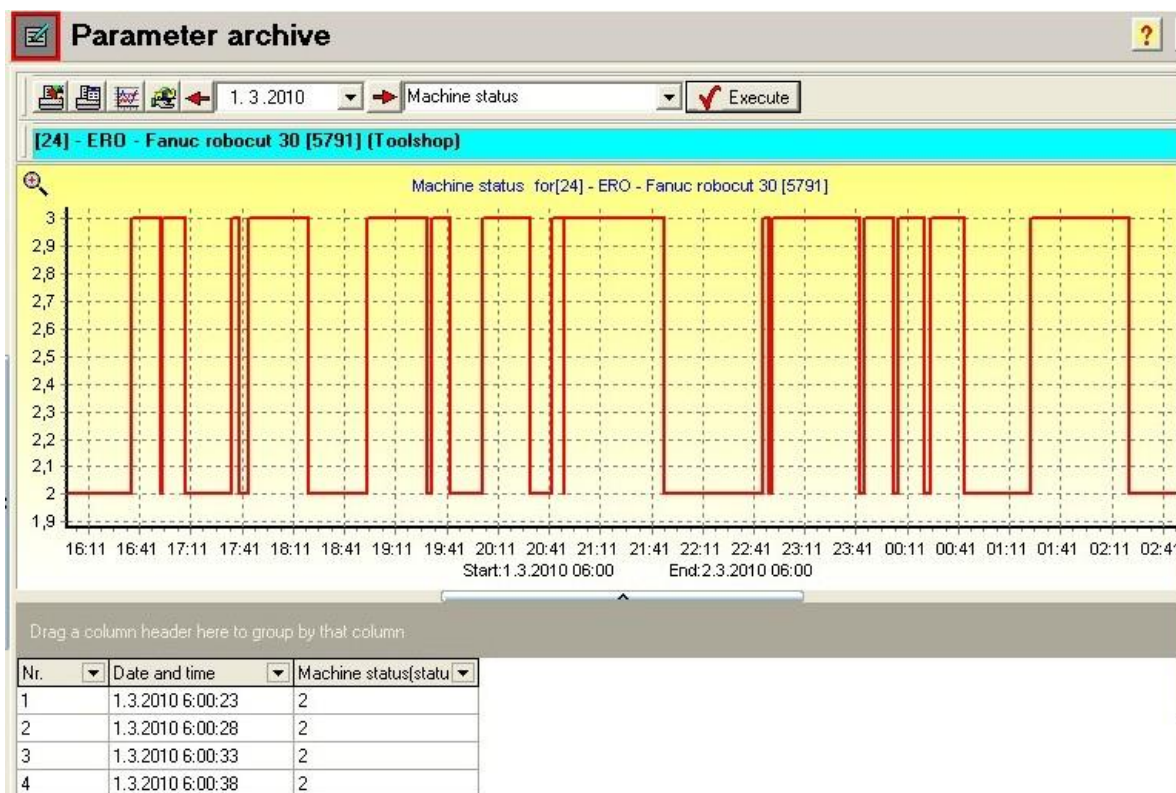 Parameter archive
?
1. 3 .2010 Machine status Execute
[24] - ERO - Fanuc robocut 30 [5791] (Toolshop)
Machine status for[24] - ERO - Fanuc robocut 30 [5791]
3
2,9
2,8
2,7
2,6
2,5
2,4
2,3
2,2
2,1
2
1,9
16:11 16:41 17:11 17:41 18:11 18:41 19:11 19:41 20:11 20:41 21:11 21:41 22:11 22:41 23:11 23:41 00:11 00:41 01:11 01:41 02:11 02:4
Start:1.3.2010 06:00 End:2.3.2010 06:00
Drag a column header here to group by that column
Nr. Date and time Machine status(statu
1 1.3.2010 6:00:23 2
2 1.3.2010 6:00:28 2
3 1.3.2010 6:00:33 2
4 1.3.2010 6:00:38 2